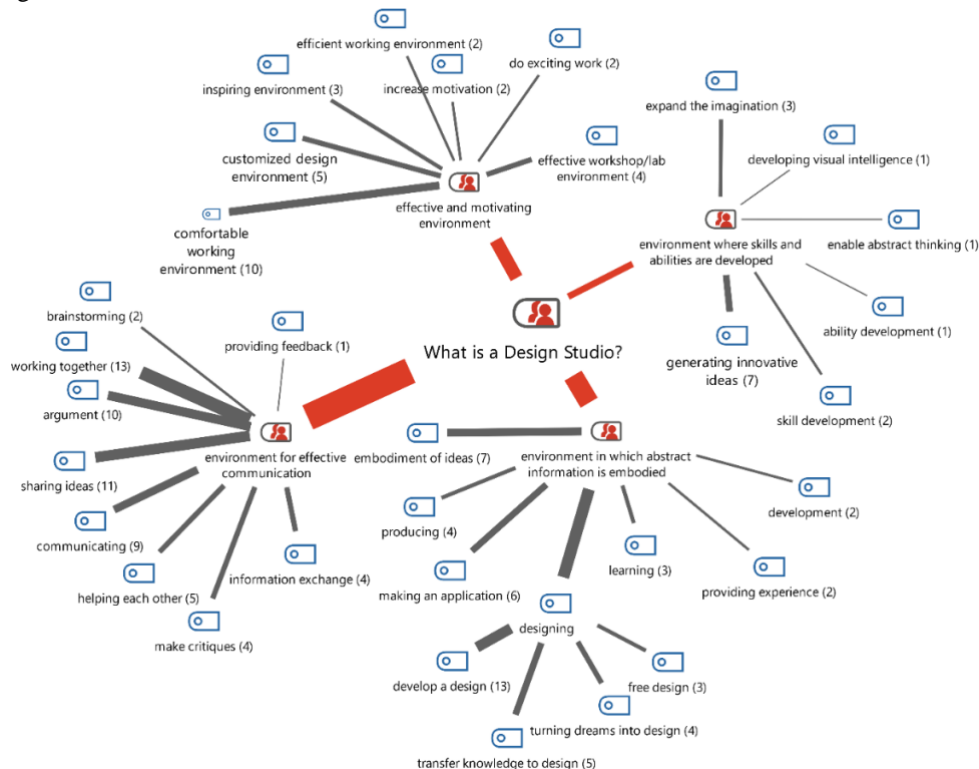 efficient working environment (2)
do exciting work (2)
inspiring environment (3)
increase motivation (2)
expand the imagination (3)
customized design
environment (5)
effective workshop/lab
environment (4)
developing visual intelligence (1)
effective and motivating
environment
comfortable
working
environment (10)
environment where skills and
abilities are developed
enable abstract thinking (1)
brainstorming (2)
providing feedback (1)
ability development (1)
What is a Design Studio?
working together (13)
generating innovative
ideas (7)
argument (10)
skill development (2)
environment for effective
communication
embodiment of ideas (7)
environment in which abstract
information is embodied
sharing ideas (11)
development (2)
producing (4)
communicating (9)
information exchange (4)
learning (3)
providing experience (2)
helping each other (5)
making an application (6)
make critiques (4)
designing
develop a design (13)
free design (3)
turning dreams into design (4)
transfer knowledge to design (5)